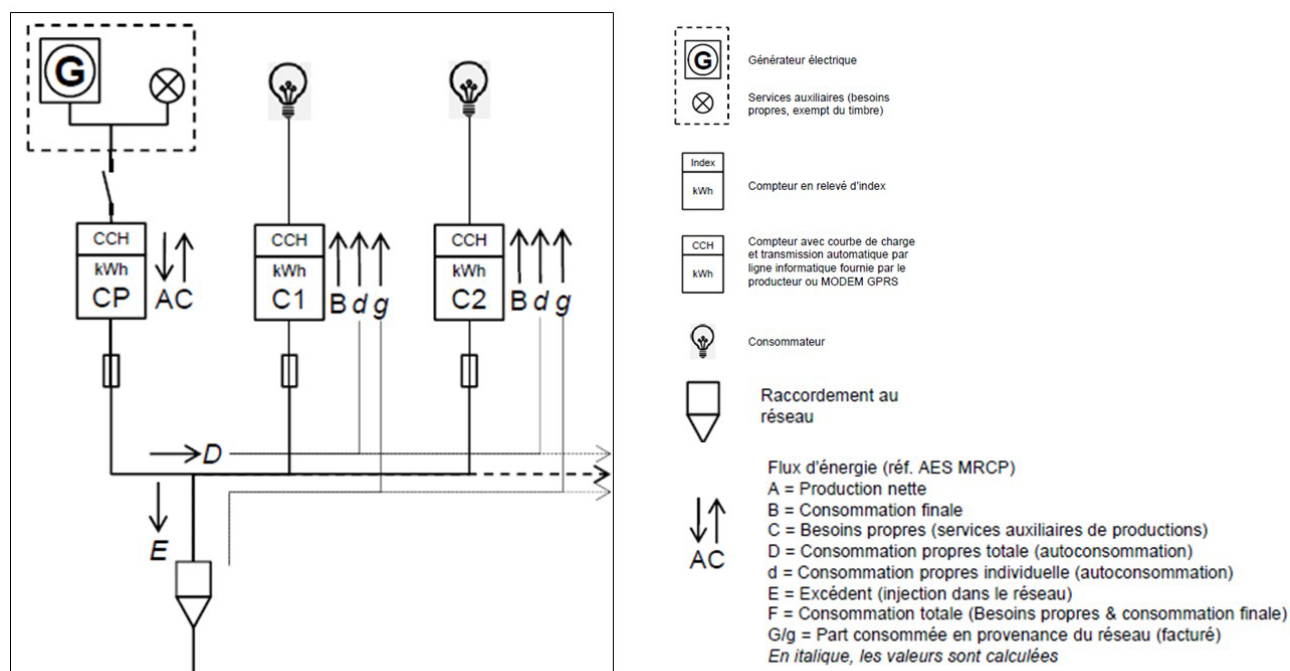 G
CCH
kWh
CP
AC
CCH
kWh
C1
B d g
CCH
kWh
C2
B d g
D
E
G
Générateur électrique
Services auxiliaires (besoins
propres, exempt du timbre)
Index
kWh
Compteur en relevé d'index
CCH
kWh
Compteur avec courbe de charge
et transmission automatique par
ligne informatique fournie par le
producteur ou MODEM GPRS
Consommateur
Raccordement au
réseau
AC
Flux d'énergie (réf. AES MRCP)
A = Production nette
B = Consommation finale
C = Besoins propres (services auxiliaires de productions)
D = Consommation propres totale (autoconsommation)
d = Consommation propres individuelle (autoconsommation)
E = Excédent (injection dans le réseau)
F = Consommation totale (Besoins propres & consommation finale)
G/g = Part consommée en provenance du réseau (facturé)
En italique, les valeurs sont calculées